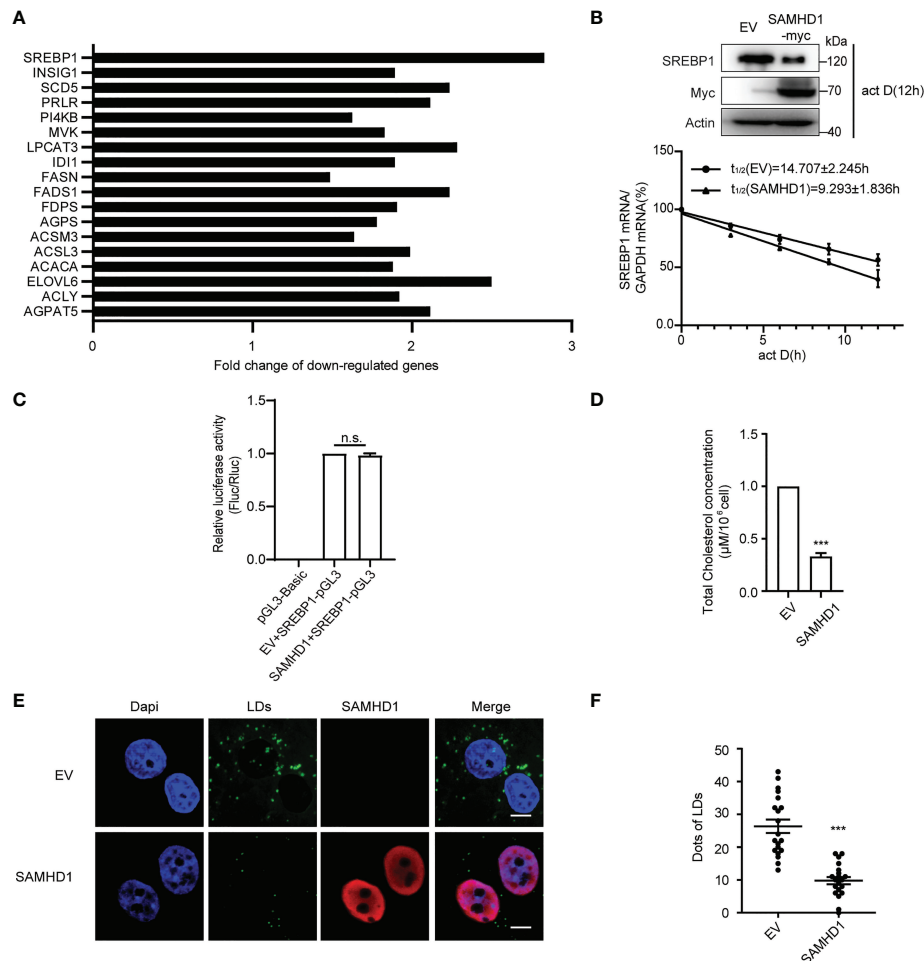 A
SREBP1
INSIG1
SCD5
PRLR
PI4KB
MVK
LPCAT3
IDI1
FASN
FADS1
FDPS
AGPS
ACSM3
ACSL3
ACACA
ELOVL6
ACLY
AGPAT5
0 1 2 3
Fold change of down-regulated genes
B
EV SAMHD1
-myc kDa
SREBP1 120
Myc 70
Actin 40
act D(12h)
150
100
50
0.0
SREBP1 mRNA/
GAPDH mRNA(%)
t1/2(EV)=14.707±2.245h
t1/2(SAMHD1)=9.293±1.836h
0 5 10
act D(h)
C
Relative luciferase activity
(Fluc/Rluc)
1.5
1.0
0.5
0.0
n.s.
pGL3-Basic
EV+SREBP1-pGL3
SAMHD1+SREBP1-pGL3
D
Total Cholesterol concentration
(μM/10⁶cell)
1.5
1.0
0.5
0.0
***
EV
SAMHD1
E
Dapi LDs SAMHD1 Merge
EV
SAMHD1
F
Dots of LDs
50
40
30
20
10
0
***
EV
SAMHD1